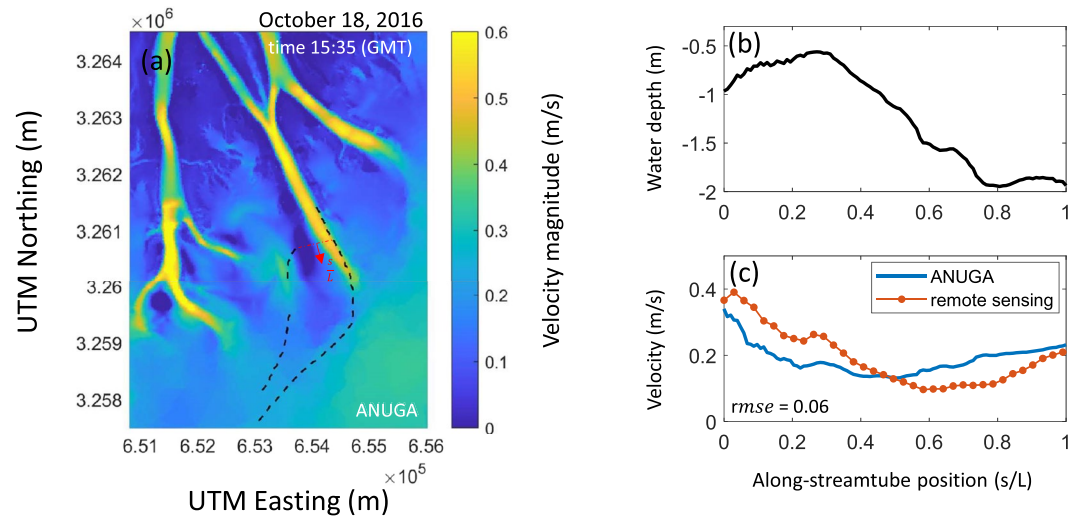 ×10⁶
October 18, 2016
time 15:35 (GMT)
(a)
3.264
3.263
3.262
3.261
3.26
3.259
3.258
UTM Northing (m)
s
L
ANUGA
6.51
6.52
6.53
6.54
6.55
6.56
×10⁵
UTM Easting (m)
0.6
0.5
0.4
0.3
0.2
0.1
0
Velocity magnitude (m/s)
(b)
-0.5
-1
-1.5
-2
Water depth (m)
0
0.2
0.4
0.6
0.8
1
(c)
ANUGA
remote sensing
0.4
0.2
0
Velocity (m/s)
rmse = 0.06
0
0.2
0.4
0.6
0.8
1
Along-streamtube position (s/L)